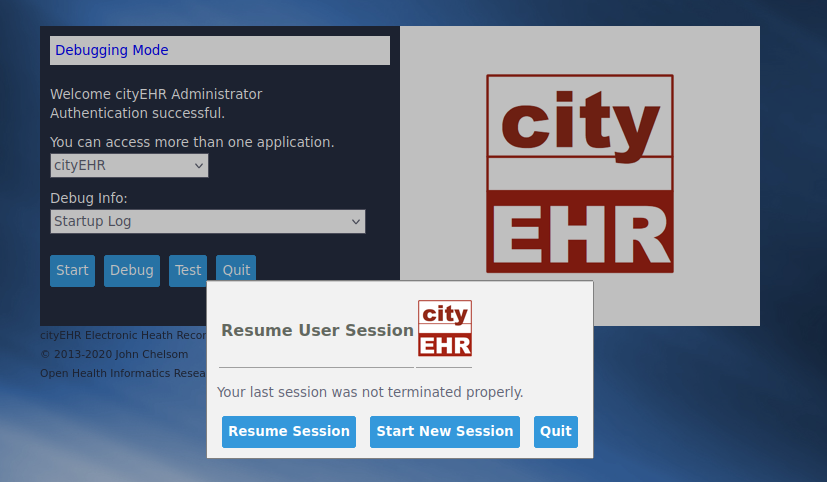 Debugging Mode
Welcome cityEHR Administrator
Authentication successful.
You can access more than one application.
cityEHR
Debug Info:
Startup Log
Start Debug Test Quit
city
EHR
cityEHR Electronic Heath Recor
© 2013-2020 John Chelsom
Open Health Informatics Resea
Resume User Session
city
EHR
Your last session was not terminated properly.
Resume Session Start New Session Quit